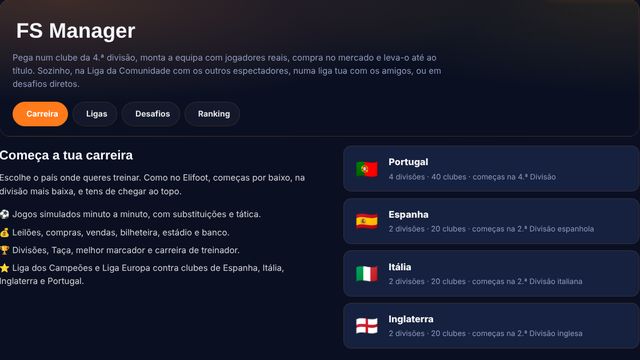 FS Manager
Pega num clube da 4.ª divisão, monta a equipa com jogadores reais, compra no mercado e leva-o até ao
título. Sozinho, na Liga da Comunidade com os outros espectadores, numa liga tua com os amigos, ou em
desafios diretos.
Carreira
Ligas
Desafios
Ranking
Começa a tua carreira
Escolhe o país onde queres treinar. Como no Elifoot, começas por baixo, na
divisão mais baixa, e tens de chegar ao topo.
⚽ Jogos simulados minuto a minuto, com substituições e tática.
💰 Leilões, compras, vendas, bilheteira, estádio e banco.
🏆 Divisões, Taça, melhor marcador e carreira de treinador.
⭐ Liga dos Campeões e Liga Europa contra clubes de Espanha, Itália,
Inglaterra e Portugal.
Portugal
4 divisões · 40 clubes · começas na 4.ª Divisão
Espanha
2 divisões · 20 clubes · começas na 2.ª Divisão espanhola
Itália
2 divisões · 20 clubes · começas na 2.ª Divisão italiana
Inglaterra
2 divisões · 20 clubes · começas na 2.ª Divisão inglesa